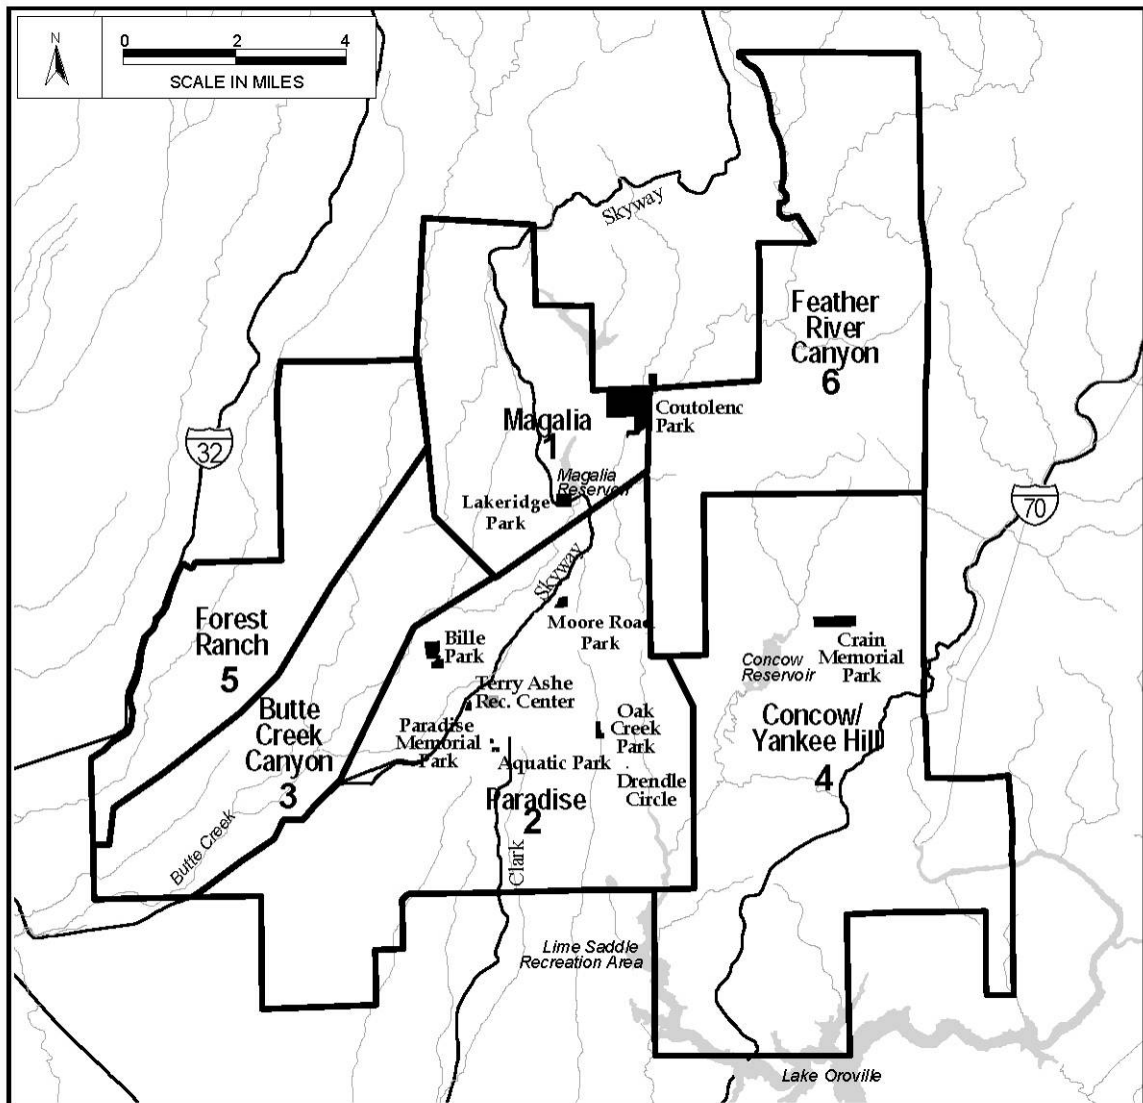 N
0 2 4
SCALE IN MILES
Skyway
Feather
River
Canyon
6
Magalia
1
Coutolenc
Park
32
Magalia
Reservoir
Lakeridge
Park
70
Skyway
Forest
Ranch
5
Moore Road
Park
Bille
Park
Crain
Memorial
Park
Concow
Reservoir
Terry Ashe
Rec. Center
Butte
Creek
Canyon
3
Paradise
Memorial
Park
Oak
Creek
Park
Concow/
Yankee Hill
4
Aquatic Park
Drendle
Circle
Paradise
2
Butte Creek
Clark
Lime Saddle
Recreation Area
Lake Oroville